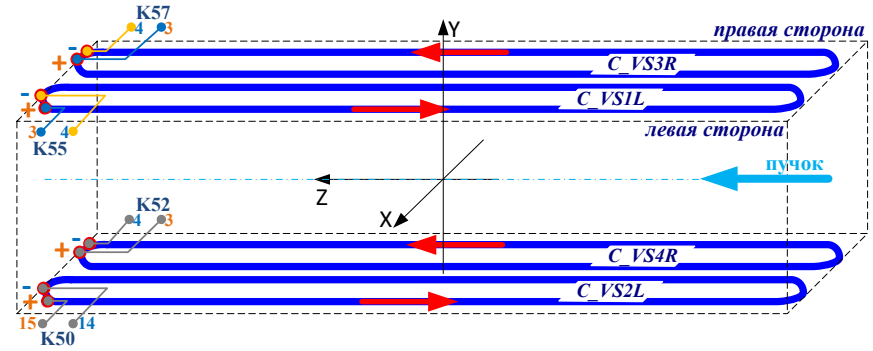 K57
4 3
Y
правая сторона
-
+
C_VS3R
-
+
C_VS1L
3 4
K55
левая сторона
пучок
Z
X
K52
4 3
-
+
C_VS4R
-
+
C_VS2L
15 14
K50